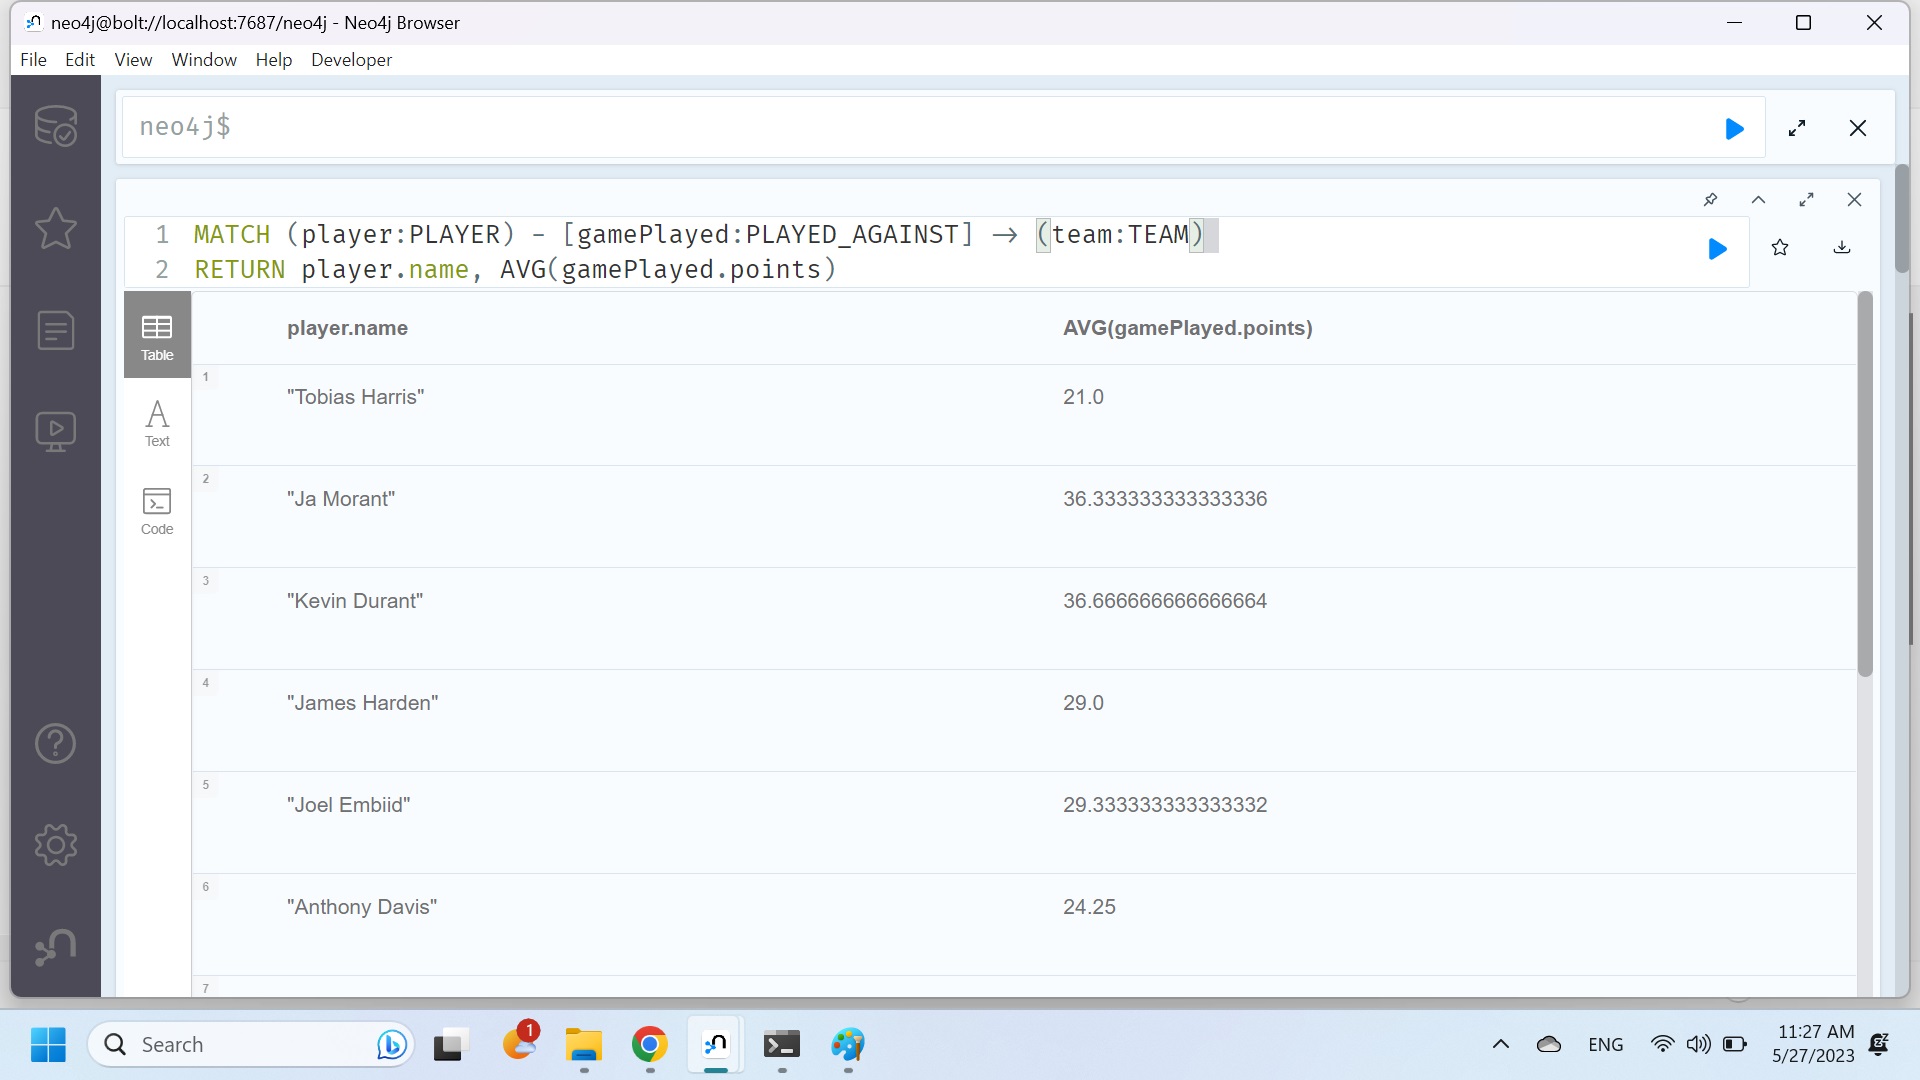 neo4j@bolt://localhost:7687/neo4j - Neo4j Browser
File Edit View Window Help Developer
neo4j$
1 MATCH (player:PLAYER) - [gamePlayed:PLAYED_AGAINST] → (team:TEAM)
2 RETURN player.name, AVG(gamePlayed.points)
Table
Text
Code
player.name AVG(gamePlayed.points)
1 "Tobias Harris" 21.0
2 "Ja Morant" 36.333333333333336
3 "Kevin Durant" 36.666666666666664
4 "James Harden" 29.0
5 "Joel Embiid" 29.333333333333332
6 "Anthony Davis" 24.25
7
Search
1
ENG
11:27 AM
5/27/2023